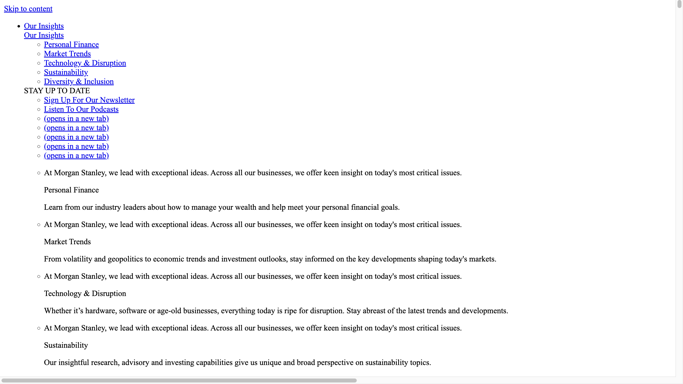 Skip to content
Our Insights
Our Insights
Personal Finance
Market Trends
Technology & Disruption
Sustainability
Diversity & Inclusion
STAY UP TO DATE
Sign Up For Our Newsletter
Listen To Our Podcasts
(opens in a new tab)
(opens in a new tab)
(opens in a new tab)
(opens in a new tab)
(opens in a new tab)
At Morgan Stanley, we lead with exceptional ideas. Across all our businesses, we offer keen insight on today's most critical issues.
Personal Finance
Learn from our industry leaders about how to manage your wealth and help meet your personal financial goals.
At Morgan Stanley, we lead with exceptional ideas. Across all our businesses, we offer keen insight on today's most critical issues.
Market Trends
From volatility and geopolitics to economic trends and investment outlooks, stay informed on the key developments shaping today's markets.
At Morgan Stanley, we lead with exceptional ideas. Across all our businesses, we offer keen insight on today's most critical issues.
Technology & Disruption
Whether it’s hardware, software or age-old businesses, everything today is ripe for disruption. Stay abreast of the latest trends and developments.
At Morgan Stanley, we lead with exceptional ideas. Across all our businesses, we offer keen insight on today's most critical issues.
Sustainability
Our insightful research, advisory and investing capabilities give us unique and broad perspective on sustainability topics.